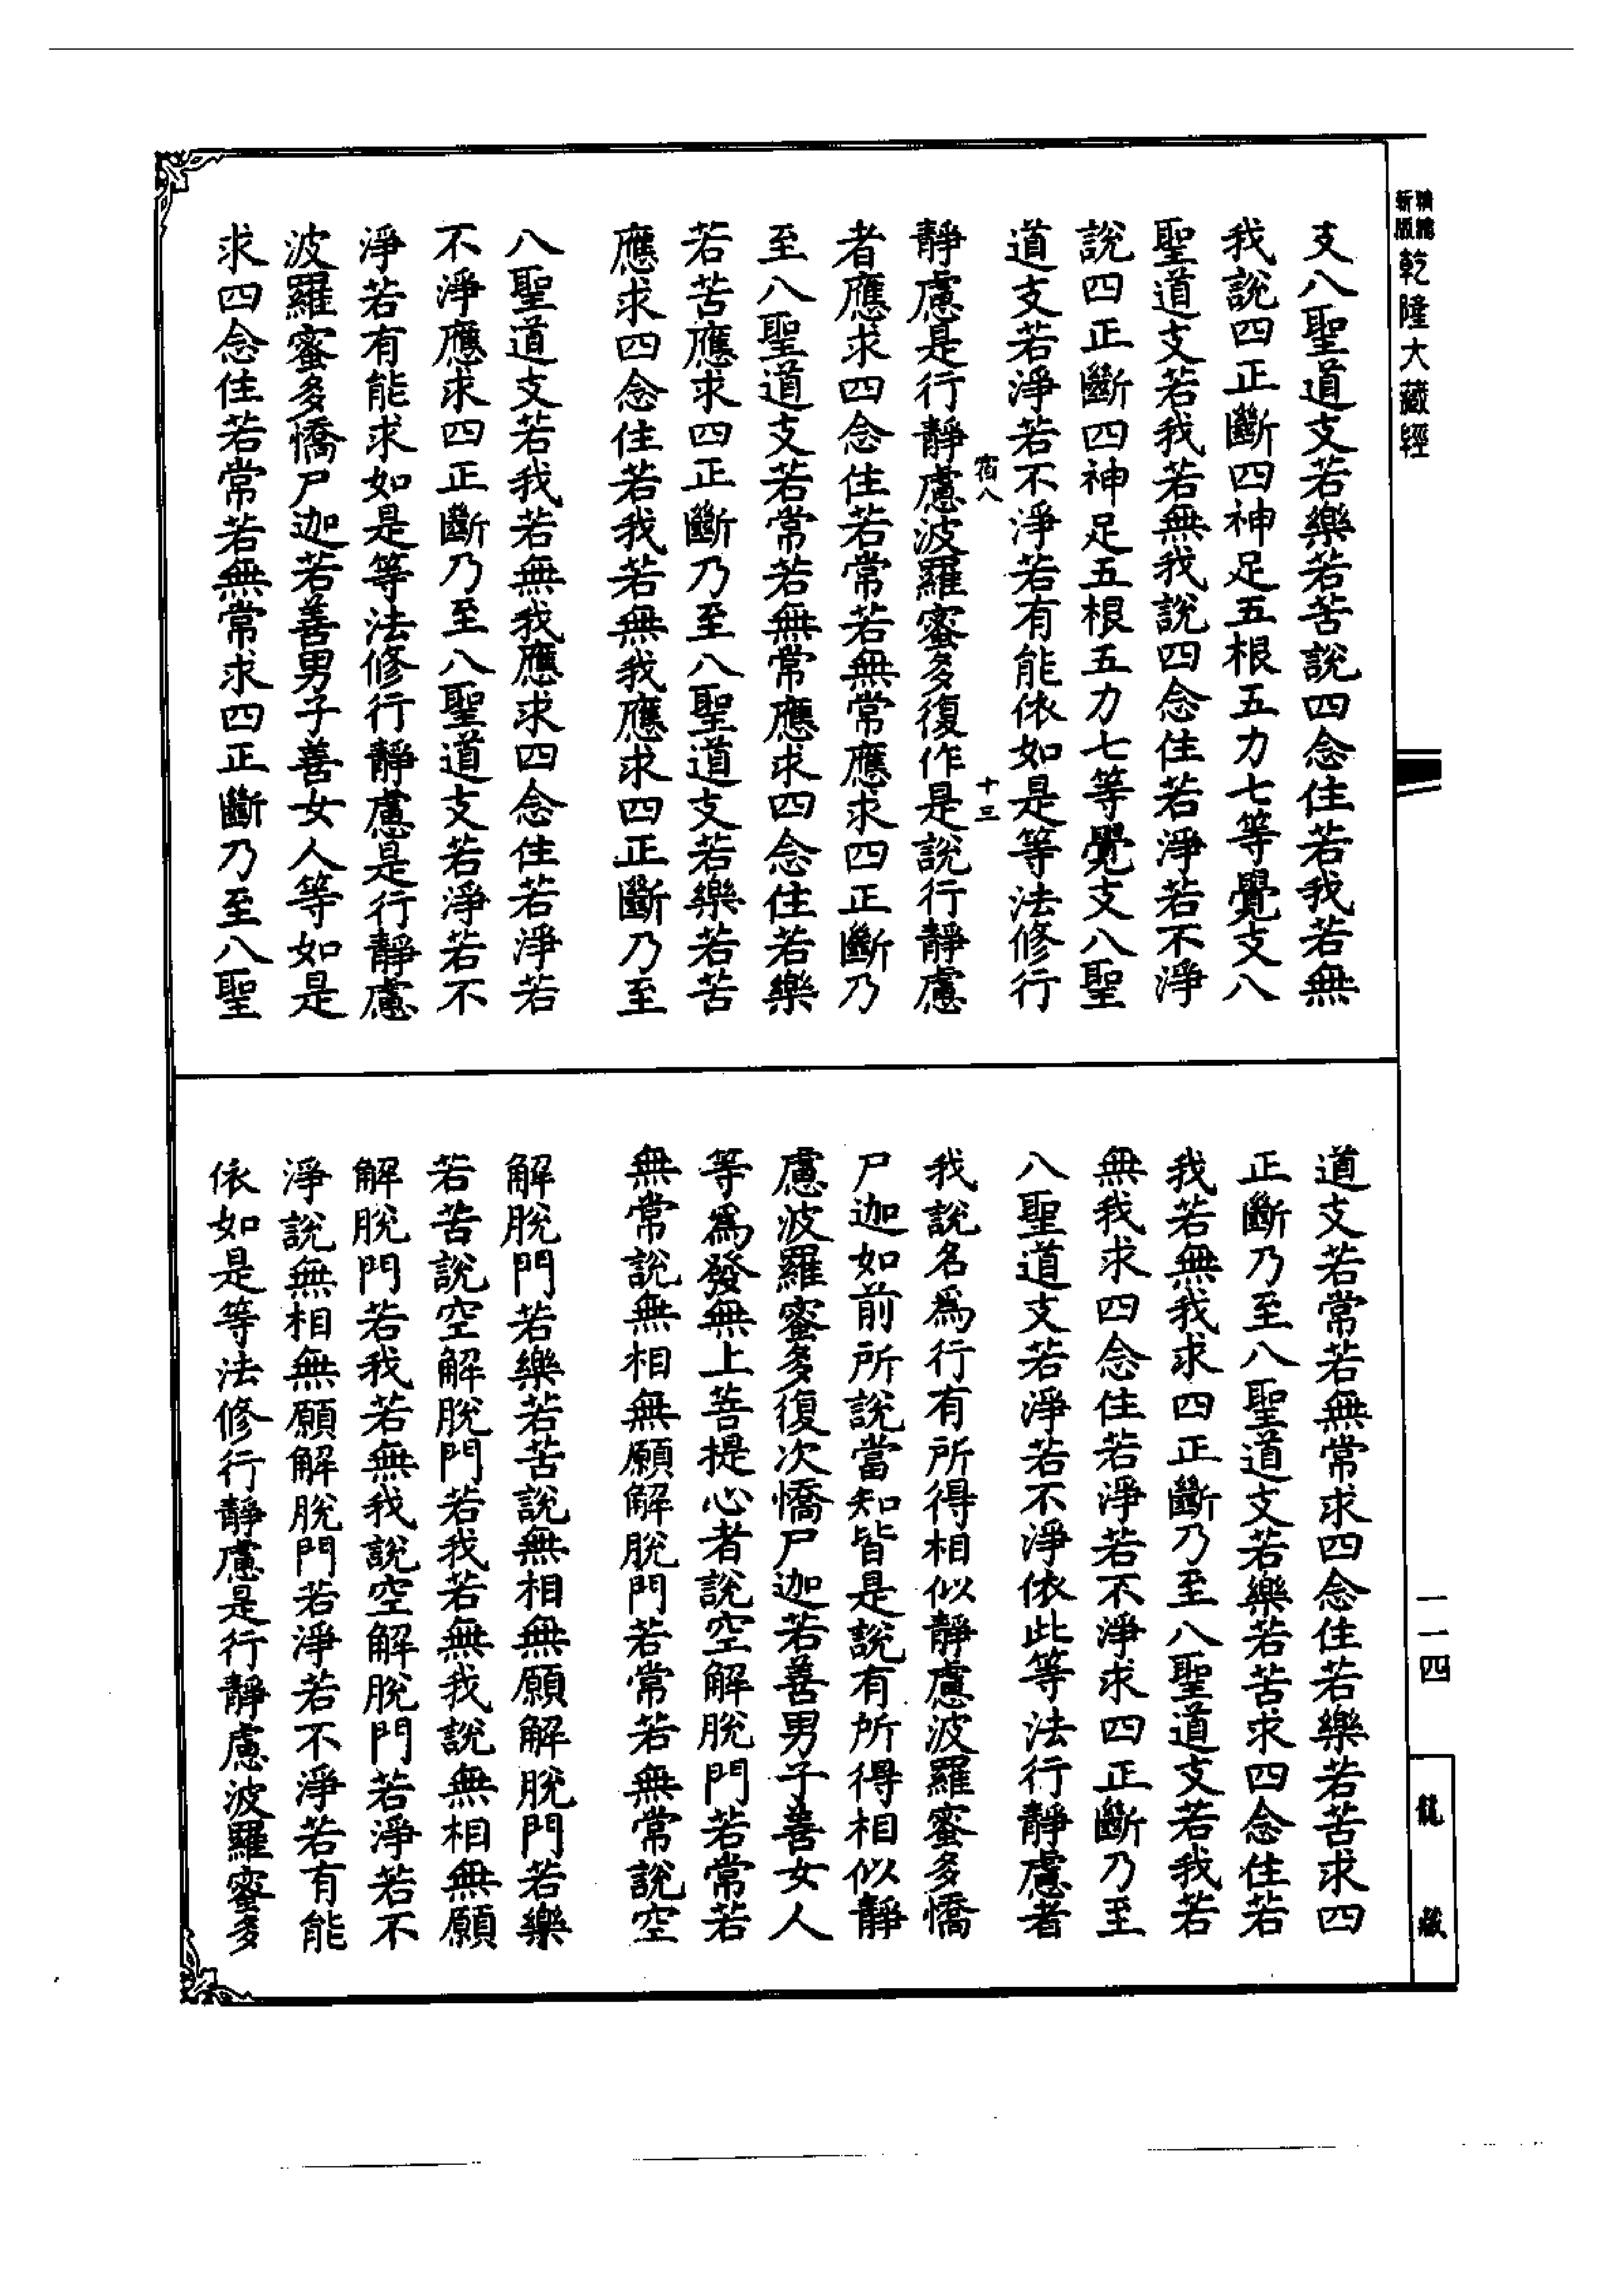 新版
精縮
乾隆大藏經
支八聖道支若樂若苦說四念住若我若無
我說四正斷四神足五根五力七等覺支八
聖道支若我若無我說四念住若淨若不淨
說四正斷四神足五根五力七等覺支八聖
道支若淨若不淨若有能依如是等法修行
宿八
十三
靜慮是行靜慮波羅蜜多復作是說行靜慮
者應求四念住若常若無常應求四正斷乃
至八聖道支若常若無常應求四念住若樂
若苦應求四正斷乃至八聖道支若樂若苦
應求四念住若我若無我應求四正斷乃至
八聖道支若我若無我應求四念住若淨若
不淨應求四正斷乃至八聖道支若淨若不
淨若有能求如是等法修行靜慮是行靜慮
波羅蜜多憍尸迦若善男子善女人等如是
求四念住若常若無常求四正斷乃至八聖
道支若常若無常求四念住若樂若苦求四
正斷乃至八聖道支若樂若苦求四念住若
我若無我求四正斷乃至八聖道支若我若
無我求四念住若淨若不淨求四正斷乃至
八聖道支若淨若不淨依此等法行靜慮者
我說名為行有所得相似靜慮波羅蜜多憍
尸迦如前所說當知皆是說有所得相似靜
慮波羅蜜多復次憍尸迦若善男子善女人
等為發無上菩提心者說空解脫門若常若
無常說無相無願解脫門若常若無常說空
解脫門若樂若苦說無相無願解脫門若樂
若苦說空解脫門若我若無我說無相無願
解脫門若我若無我說空解脫門若淨若不
淨說無相無願解脫門若淨若不淨若有能
依如是等法修行靜慮是行靜慮波羅蜜多
一一四
龍藏